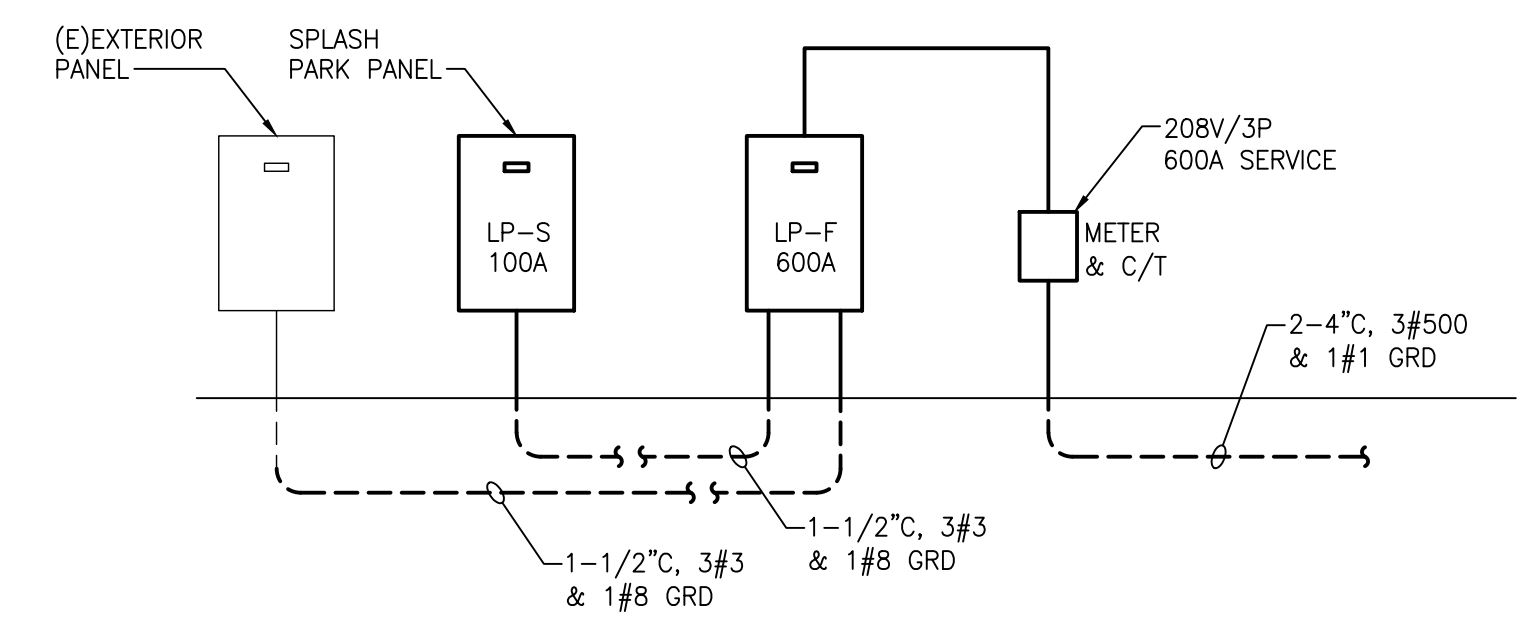 (E)EXTERIOR
PANEL
SPLASH
PARK PANEL
LP-S
100A
LP-F
600A
208V/3P
600A SERVICE
METER
& C/T
2-4"C, 3#500
& 1#1 GRD
1-1/2"C, 3#3
& 1#8 GRD
1-1/2"C, 3#3
& 1#8 GRD